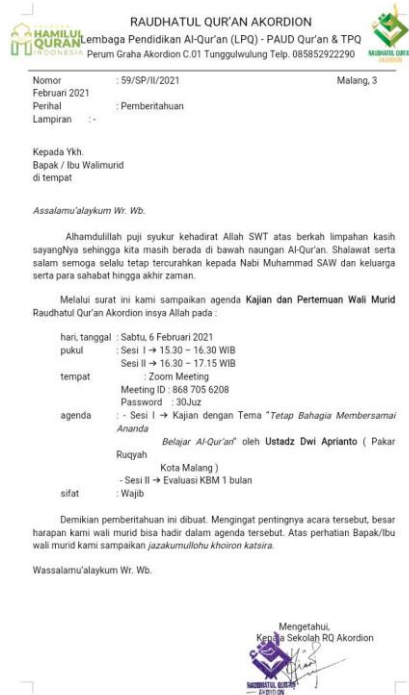 RAUDHATUL QUR'AN AKORDION
HAMILUL QURAN INDONESIA
Lembaga Pendidikan Al-Qur'an (LPQ) - PAUD Qur'an & TPQ
Perum Graha Akordion C.01 Tunggulwulung Telp. 085852922290
RAUDHATUL QUR'AN
AKORDION
Nomor : 59/SP/II/2021 Malang, 3
Februari 2021
Perihal : Pemberitahuan
Lampiran : -
Kepada Ykh.
Bapak / Ibu Walimurid
di tempat
Assalamu'alaykum Wr. Wb.
Alhamdulillah puji syukur kehadirat Allah SWT atas berkah limpahan kasih
sayangNya sehingga kita masih berada di bawah naungan Al-Qur'an. Shalawat serta
salam semoga selalu tetap tercurahkan kepada Nabi Muhammad SAW dan keluarga
serta para sahabat hingga akhir zaman.
Melalui surat ini kami sampaikan agenda Kajian dan Pertemuan Wali Murid
Raudhatul Qur'an Akordion insya Allah pada :
hari, tanggal : Sabtu, 6 Februari 2021
pukul : Sesi I → 15.30 – 16.30 WIB
Sesi II → 16.30 – 17.15 WIB
tempat : Zoom Meeting
Meeting ID : 868 705 6208
Password : 30Juz
agenda : - Sesi I → Kajian dengan Tema "Tetap Bahagia Membersamai
Ananda
Belajar Al-Qur'an" oleh Ustadz Dwi Aprianto ( Pakar
Ruqyah
Kota Malang )
- Sesi II → Evaluasi KBM 1 bulan
sifat : Wajib
Demikian pemberitahuan ini dibuat. Mengingat pentingnya acara tersebut, besar
harapan kami wali murid bisa hadir dalam agenda tersebut. Atas perhatian Bapak/Ibu
wali murid kami sampaikan jazakumullohu khoiron katsira.
Wassalamu'alaykum Wr. Wb.
Mengetahui,
Kepala Sekolah RQ Akordion
RAUDHATUL QUR'AN
AKORDION